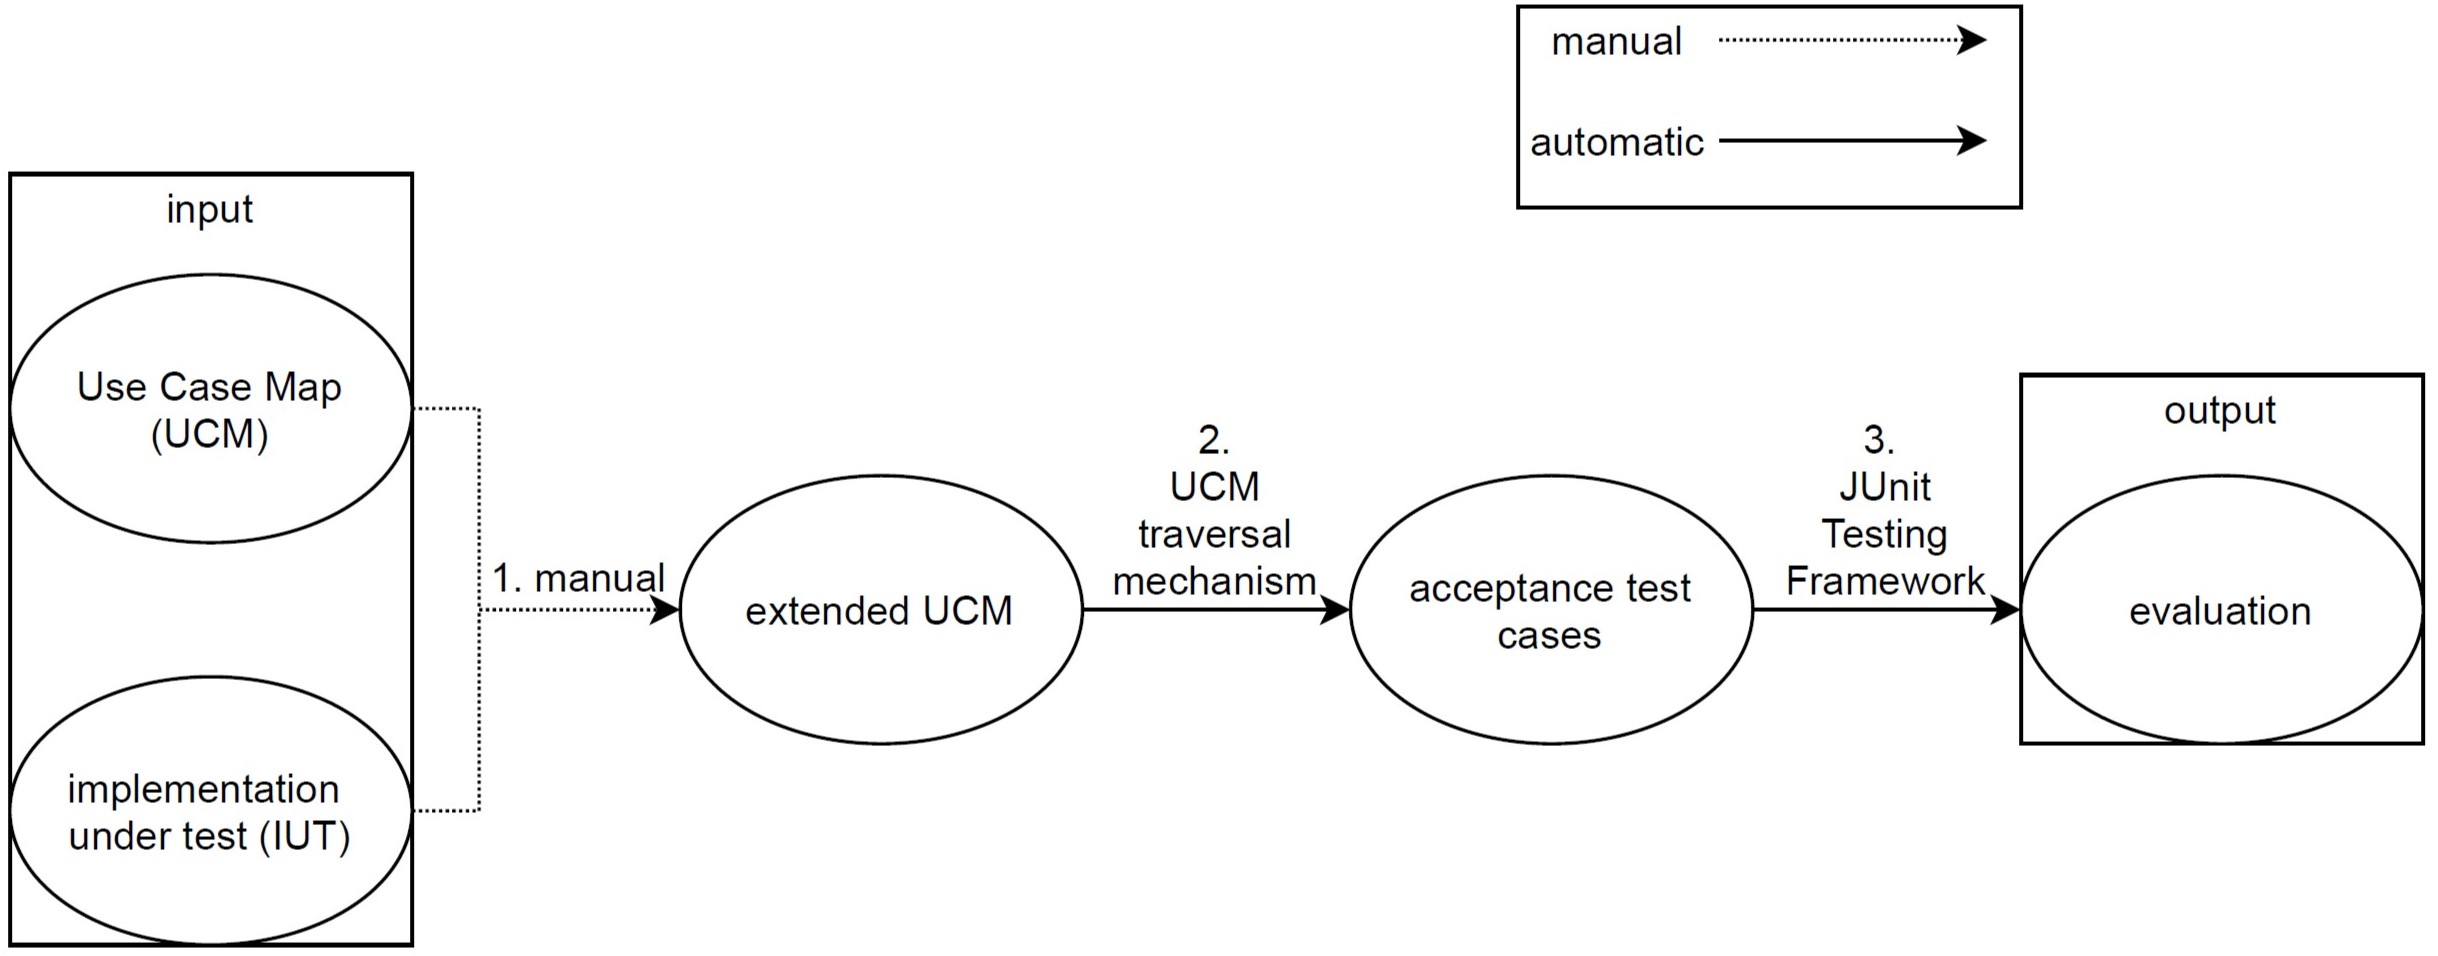 manual
automatic
input
Use Case Map
(UCM)
implementation
under test (IUT)
1. manual
extended UCM
2.
UCM
traversal
mechanism
acceptance test
cases
3.
JUnit
Testing
Framework
output
evaluation